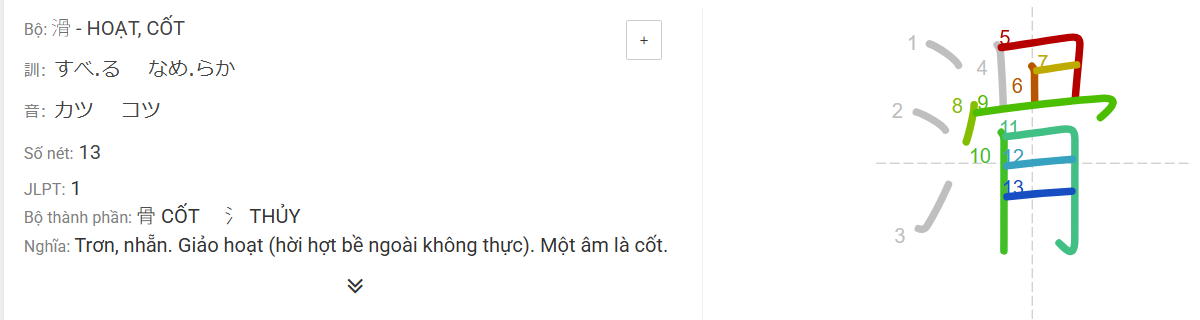 Bộ: 滑 - HOẠT, CỐT
+
訓: すべ.る なめ.らか
音: カツ コツ
Số nét: 13
JLPT: 1
Bộ thành phần: 骨 CỐT 氵 THỦY
Nghĩa: Trơn, nhẵn. Giảo hoạt (hời hợt bề ngoài không thực). Một âm là cốt.
滑
1
2
3
4
5
6
7
8
9
10
11
12
13